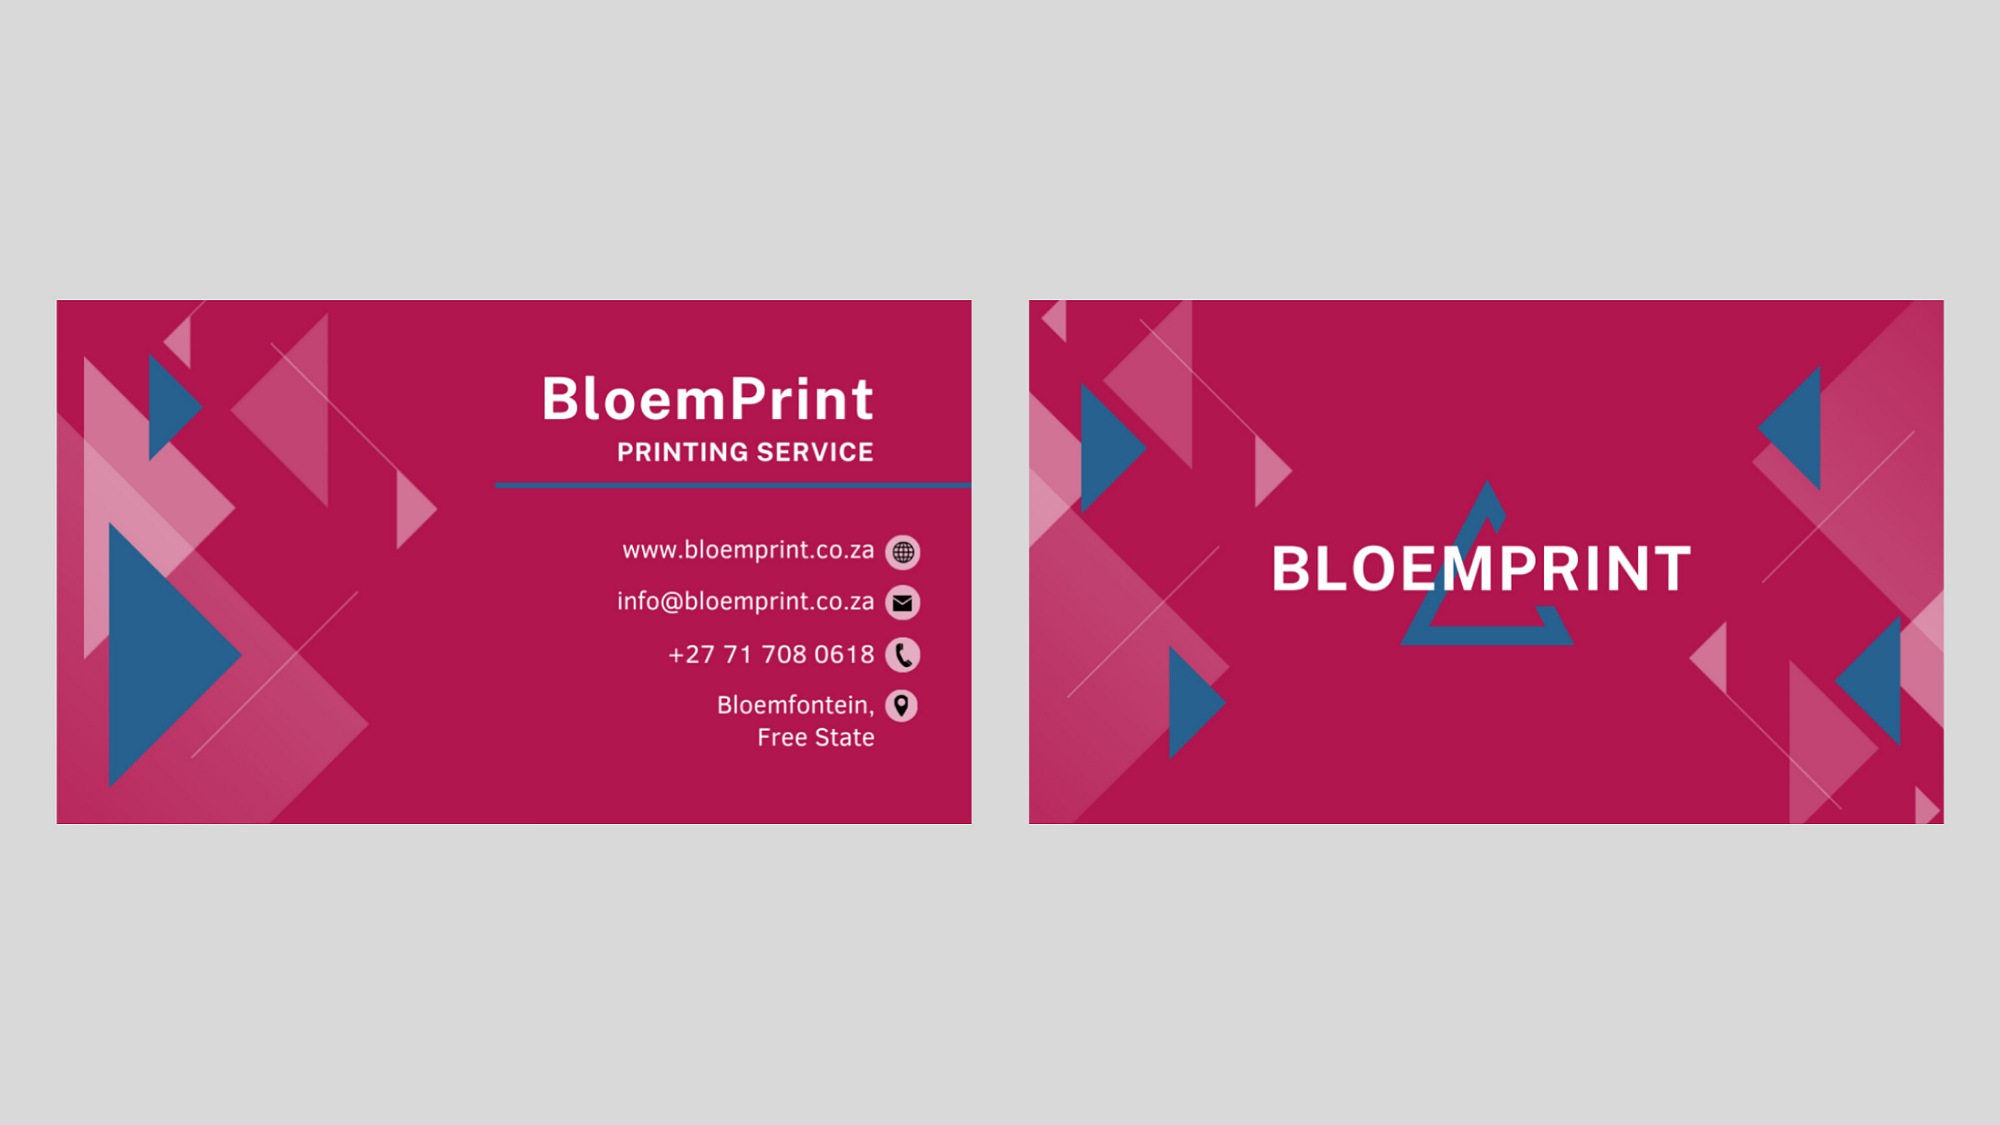 BloemPrint
PRINTING SERVICE
www.bloemprint.co.za
info@bloemprint.co.za
+27 71 708 0618
Bloemfontein,
Free State
BLOEMPRINT